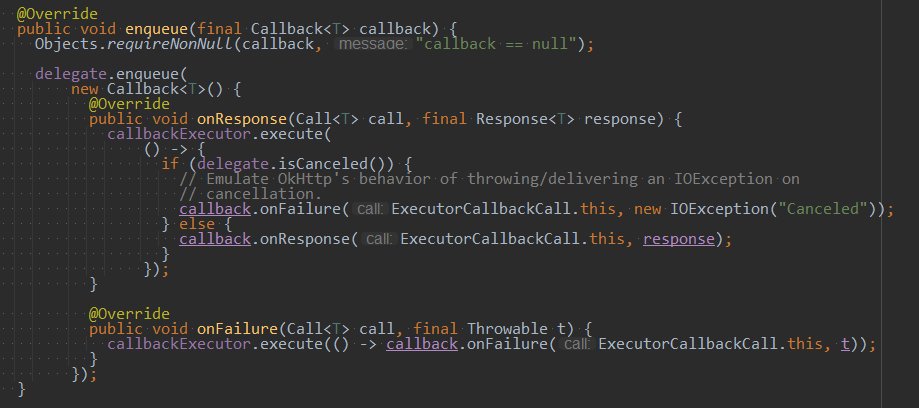 @Override
public void enqueue(final Callback<T> callback) {
  Objects.requireNonNull(callback, message: "callback == null");

  delegate.enqueue(
      new Callback<T>() {
        @Override
        public void onResponse(Call<T> call, final Response<T> response) {
          callbackExecutor.execute(
              () -> {
                if (delegate.isCanceled()) {
                  // Emulate OkHttp's behavior of throwing/delivering an IOException on
                  // cancellation.
                  callback.onFailure( call: ExecutorCallbackCall.this, new IOException("Canceled"));
                } else {
                  callback.onResponse( call: ExecutorCallbackCall.this, response);
                }
              });
        }

        @Override
        public void onFailure(Call<T> call, final Throwable t) {
          callbackExecutor.execute(() -> callback.onFailure( call: ExecutorCallbackCall.this, t));
        }
      });
}